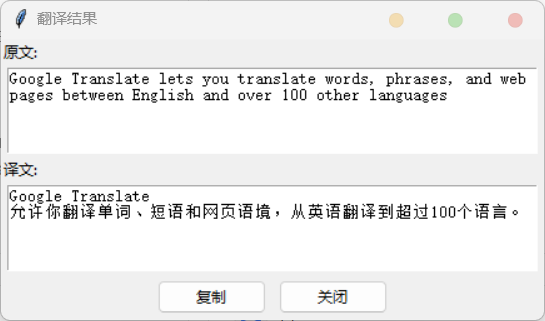 翻译结果
原文:
Google Translate lets you translate words, phrases, and web
pages between English and over 100 other languages
译文:
Google Translate
允许你翻译单词、短语和网页语境，从英语翻译到超过100个语言。
复制
关闭